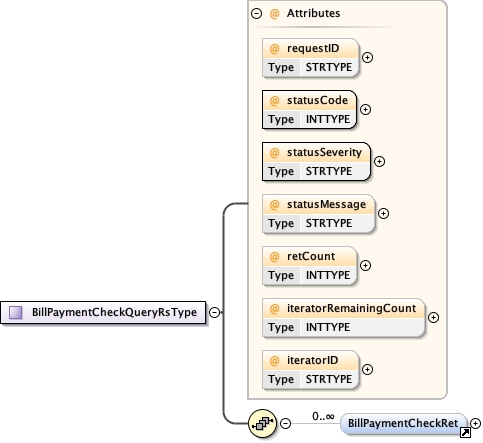 @ Attributes
@ requestID
Type STRTYPE
@ statusCode
Type INTTYPE
@ statusSeverity
Type STRTYPE
@ statusMessage
Type STRTYPE
@ retCount
Type INTTYPE
BillPaymentCheckQueryRsType
@ iteratorRemainingCount
Type INTTYPE
@ iteratorID
Type STRTYPE
0..∞
BillPaymentCheckRet